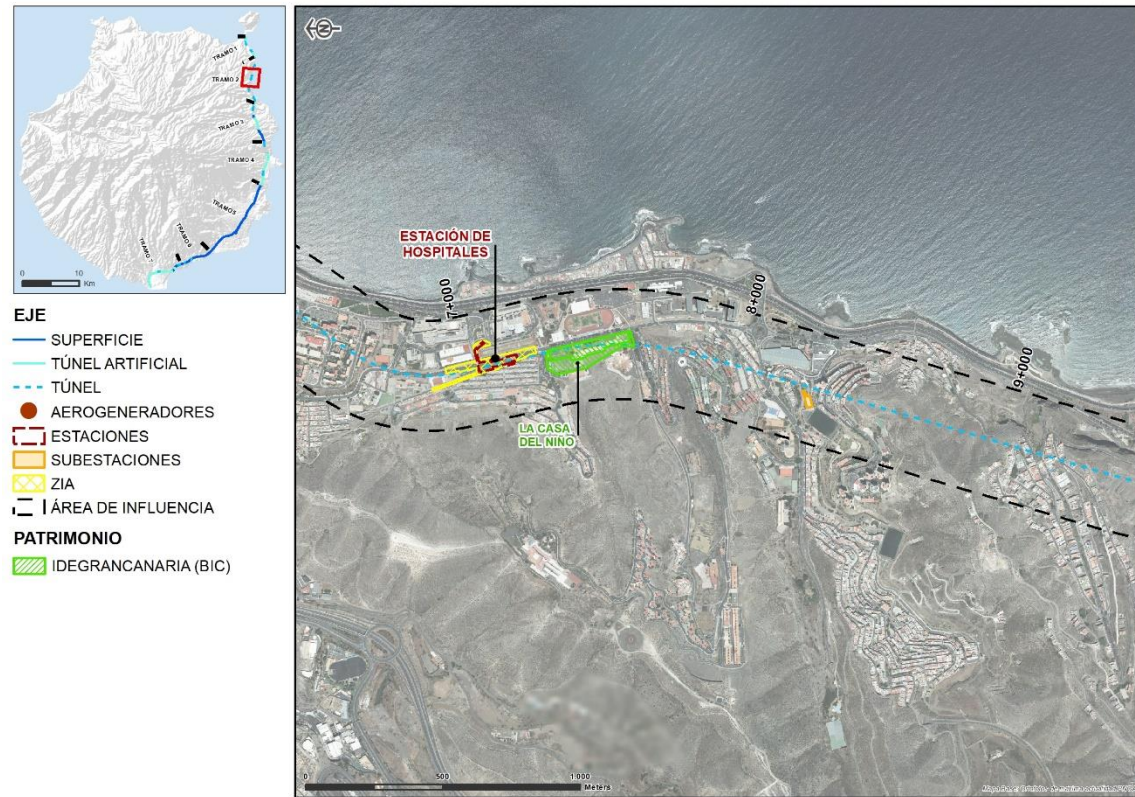 TRAMO 1
TRAMO 2
TRAMO 3
TRAMO 4
TRAMO 5
TRAMO 6
TRAMO 7
0 10
Km
EJE
SUPERFICIE
TÚNEL ARTIFICIAL
TÚNEL
AEROGENERADORES
ESTACIONES
SUBESTACIONES
ZIA
ÁREA DE INFLUENCIA
PATRIMONIO
IDEGRANCANARIA (BIC)
N
ESTACIÓN DE
HOSPITALES
7+000
8+000
9+000
LA CASA
DEL NIÑO
0 500 1.000
Meters